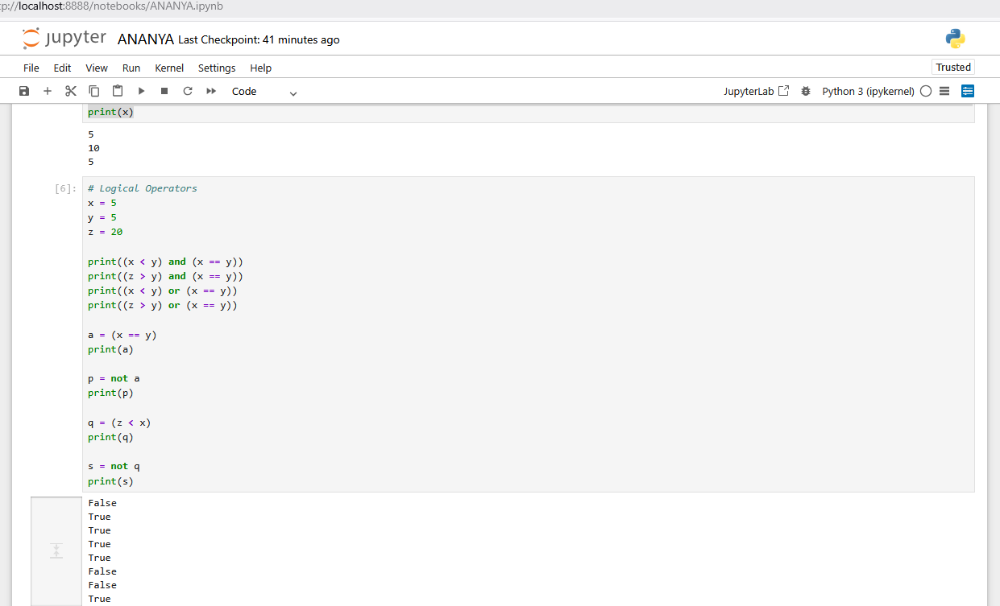 tp://localhost:8888/notebooks/ANANYA.ipynb
jupyter ANANYA Last Checkpoint: 41 minutes ago
File Edit View Run Kernel Settings Help Trusted
Code JupyterLab Python 3 (ipykernel)
print(x)
5
10
5
[6]: # Logical Operators
x = 5
y = 5
z = 20
print((x < y) and (x == y))
print((z > y) and (x == y))
print((x < y) or (x == y))
print((z > y) or (x == y))
a = (x == y)
print(a)
p = not a
print(p)
q = (z < x)
print(q)
s = not q
print(s)
False
True
True
True
True
False
False
True